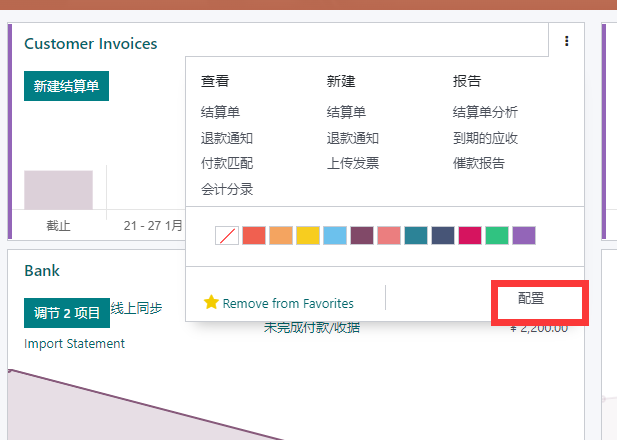 Customer Invoices
新建结算单
查看 新建 报告
结算单 结算单 结算单分析
退款通知 退款通知 到期的应收
付款匹配 上传发票 催款报告
会计分录
截止 21 - 27 1月
Bank
Remove from Favorites 配置
调节 2 项目 线上同步
未完成付款/收据 ¥ 2,200.00
Import Statement